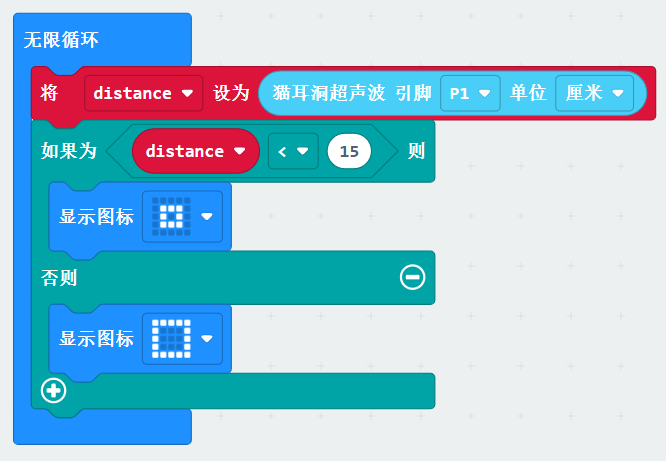 无限循环
将 distance 设为 猫耳洞超声波 引脚 P1 单位 厘米
如果为 distance < 15 则
显示图标
否则
显示图标